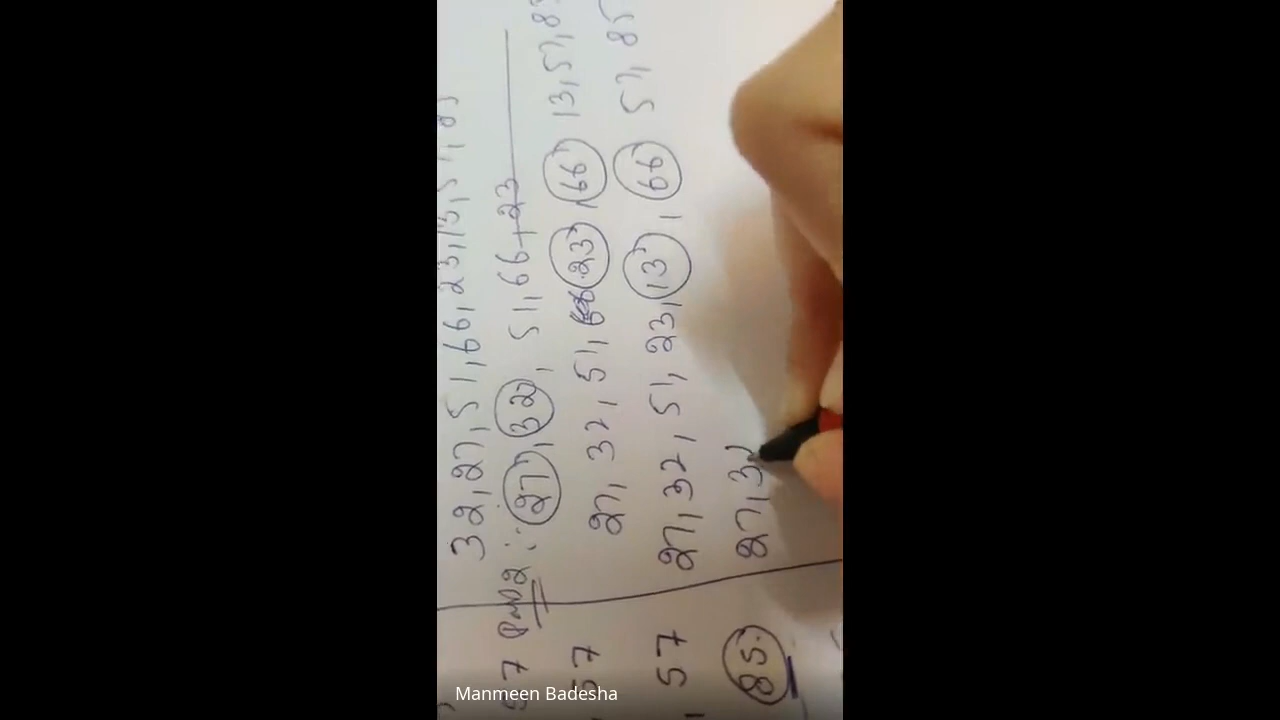 32, 27, 51, 66, 23, 13, 57, 85
Pass 2 :- 27, 32, 51, 66, 23
27, 32, 51, 23, 66, 13, 57, 85
27, 32, 51, 23, 13, 66 57, 85
27, 32
57
57
, 57
85
Manmeen Badesha